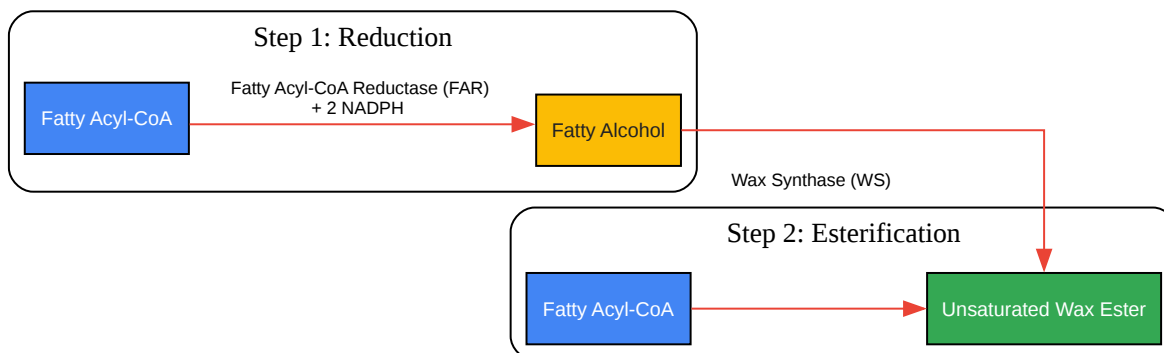 Step 1: Reduction
Fatty Acyl-CoA Reductase (FAR)
+ 2 NADPH
Fatty Acyl-CoA
Fatty Alcohol
Wax Synthase (WS)
Step 2: Esterification
Fatty Acyl-CoA
Unsaturated Wax Ester